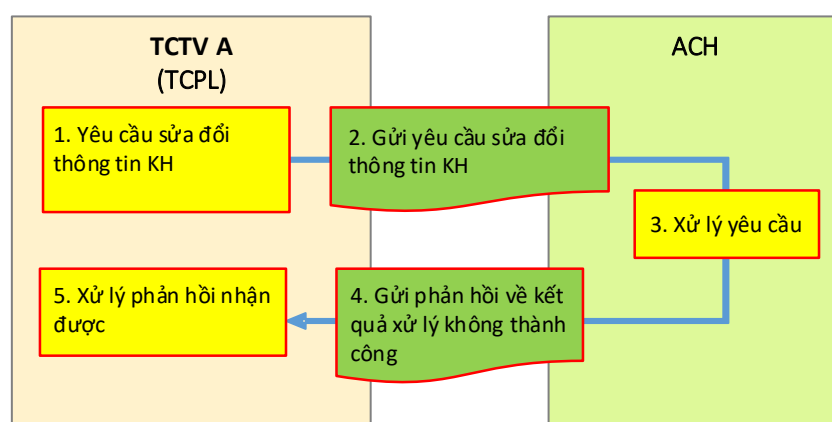 TCTV A
(TCPL)
ACH
1. Yêu cầu sửa đổi
thông tin KH
2. Gửi yêu cầu sửa đổi
thông tin KH
3. Xử lý yêu cầu
4. Gửi phản hồi về kết
quả xử lý không thành
công
5. Xử lý phản hồi nhận
được